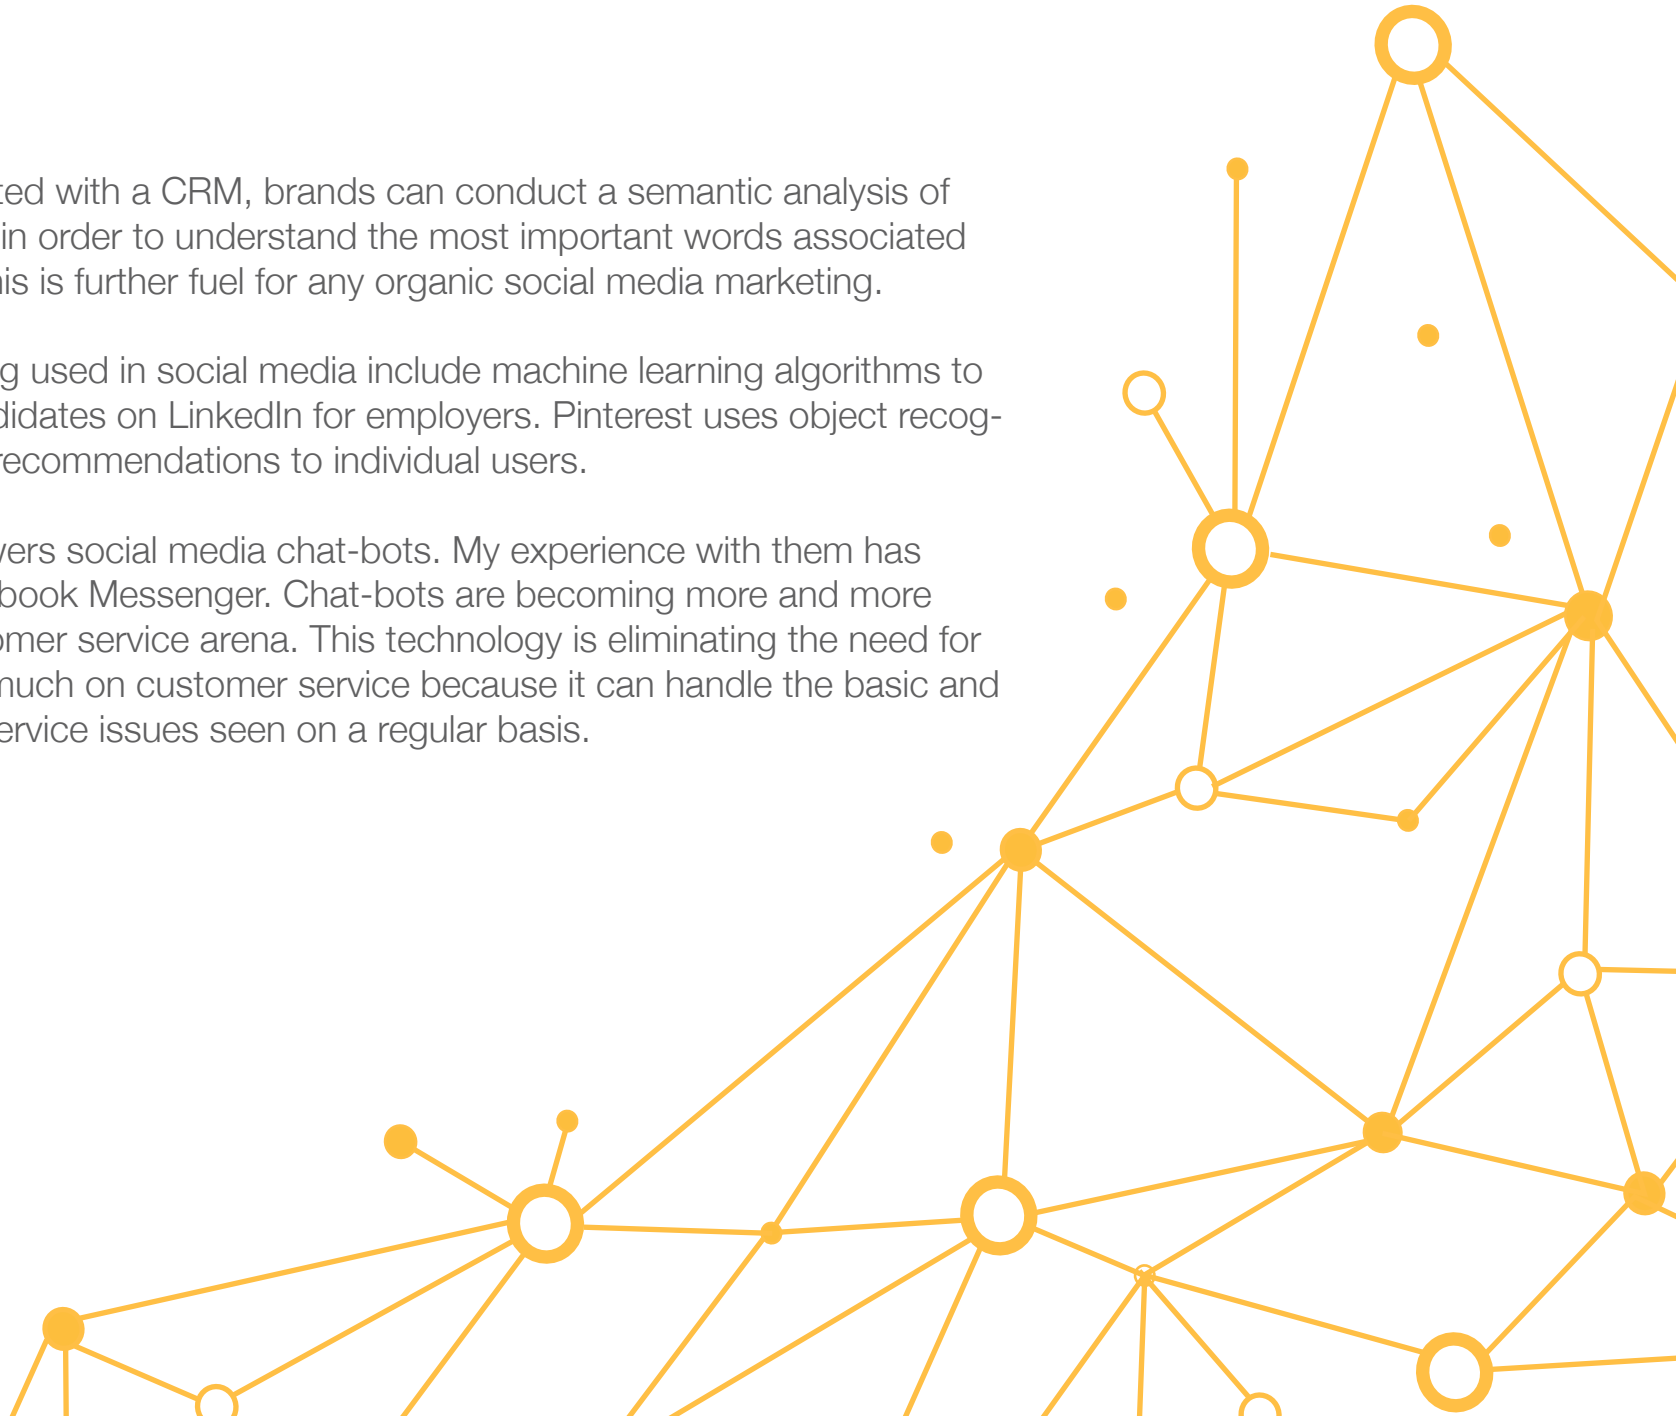 ted with a CRM, brands can conduct a semantic analysis of
in order to understand the most important words associated
his is further fuel for any organic social media marketing.
g used in social media include machine learning algorithms to
didates on LinkedIn for employers. Pinterest uses object recog-
recommendations to individual users.
wers social media chat-bots. My experience with them has
book Messenger. Chat-bots are becoming more and more
omer service arena. This technology is eliminating the need for
much on customer service because it can handle the basic and
ervice issues seen on a regular basis.